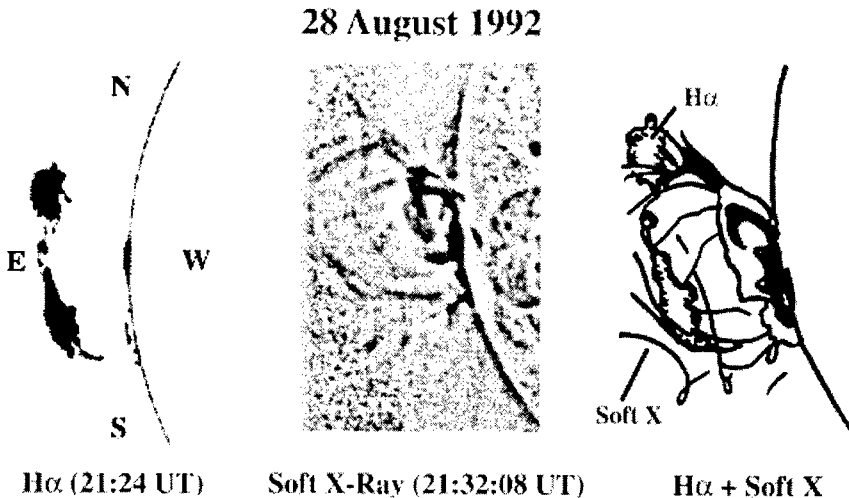 28 August 1992
N
E
W
S
Hα
Soft X
Hα (21:24 UT)
Soft X-Ray (21:32:08 UT)
Hα + Soft X